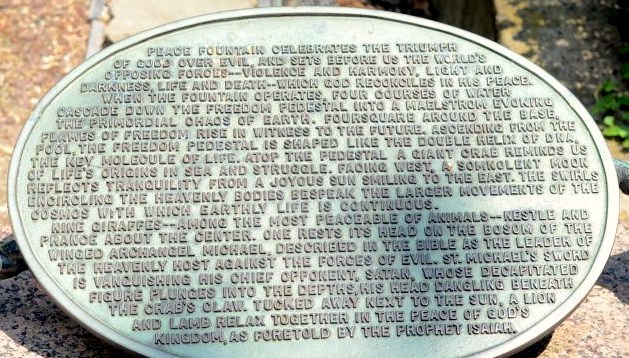 PEACE FOUNTAIN CELEBRATES THE TRIUMPH
OF GOOD OVER EVIL, AND SETS BEFORE US THE WORLD'S
OPPOSING FORCES--VIOLENCE AND HARMONY, LIGHT AND
DARKNESS, LIFE AND DEATH--WHICH GOD RECONCILES IN HIS PEACE.
WHEN THE FOUNTAIN OPERATES, FOUR COURSES OF WATER
CASCADE DOWN THE FREEDOM PEDESTAL INTO A MAELSTROM EVOKING
THE PRIMORDIAL CHAOS OF EARTH. FOURSQUARE AROUND THE BASE,
FLAMES OF FREEDOM RISE IN WITNESS TO THE FUTURE. ASCENDING FROM THE
POOL, THE FREEDOM PEDESTAL IS SHAPED LIKE THE DOUBLE HELIX OF DNA,
THE KEY MOLECULE OF LIFE. ATOP THE PEDESTAL A GIANT CRAB REMINDS US
OF LIFE'S ORIGINS IN SEA AND STRUGGLE. FACING WEST, A SOMNOLENT MOON
REFLECTS TRANQUILITY FROM A JOYOUS SUN SMILING TO THE EAST. THE SWIRLS
ENCIRCLING THE HEAVENLY BODIES BESPEAK THE LARGER MOVEMENTS OF THE
COSMOS WITH WHICH EARTHLY LIFE IS CONTINUOUS.
NINE GIRAFFES--AMONG THE MOST PEACEABLE OF ANIMALS--NESTLE AND
PRANCE ABOUT THE CENTER. ONE RESTS ITS HEAD ON THE BOSOM OF THE
WINGED ARCHANGEL MICHAEL, DESCRIBED IN THE BIBLE AS THE LEADER OF
THE HEAVENLY HOST AGAINST THE FORCES OF EVIL. ST. MICHAEL'S SWORD
IS VANQUISHING HIS CHIEF OPPONENT, SATAN, WHOSE DECAPITATED
FIGURE PLUNGES INTO THE DEPTHS, HIS HEAD DANGLING BENEATH
THE CRAB'S CLAW. TUCKED AWAY NEXT TO THE SUN, A LION
AND LAMB RELAX TOGETHER IN THE PEACE OF GOD'S
KINGDOM, AS FORETOLD BY THE PROPHET ISAIAH.